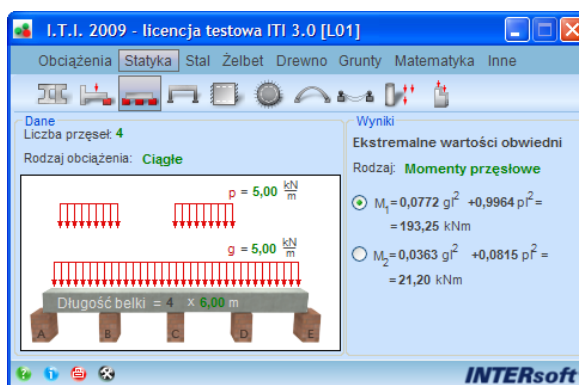 I.T.I. 2009 - licencja testowa ITI 3.0 [L01]
Obciążenia Statyka Stal Żelbet Drewno Grunty Matematyka Inne
Dane
Liczba przęseł: 4
Rodzaj obciążenia: Ciągłe
p = 5,00 kN/m
g = 5,00 kN/m
Długość belki = 4 x 6,00 m
A B C D E
Wyniki
Ekstremalne wartości obwiedni
Rodzaj: Momenty przęsłowe
M1=0,0772 gl² +0,9964 pl²=
=193,25 kNm
M2=0,0363 gl² +0,0815 pl² =
=21,20 kNm
INTERsoft